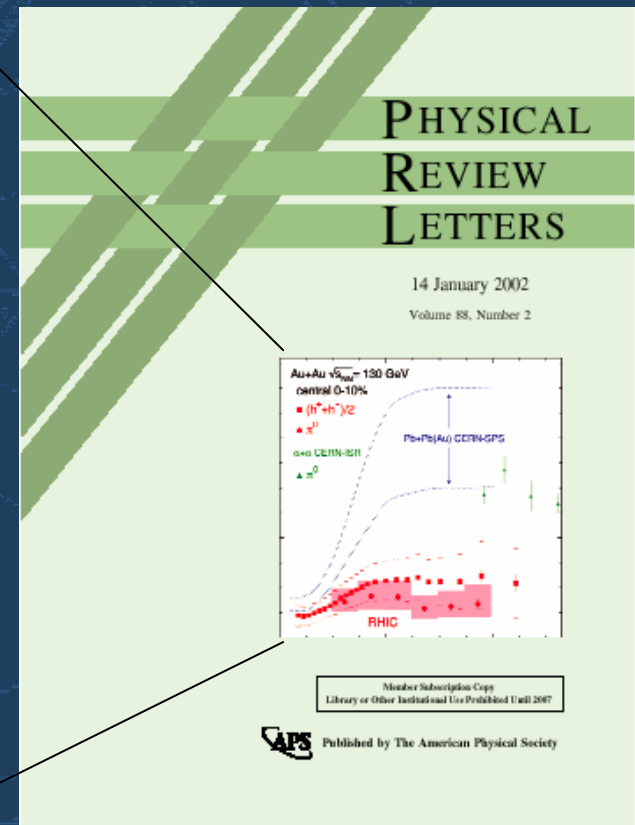 PHYSICAL
REVIEW
LETTERS
14 January 2002
Volume 88, Number 2
Au+Au √sNN = 130 GeV
central 0-10%
(h⁺+h⁻)/2
π⁰
α+α CERN-ISR
π⁰
Pb+Pb(Au) CERN-SPS
RHIC
Member Subscription Copy
Library or Other Institutional Use Prohibited Until 2007
APS Published by The American Physical Society